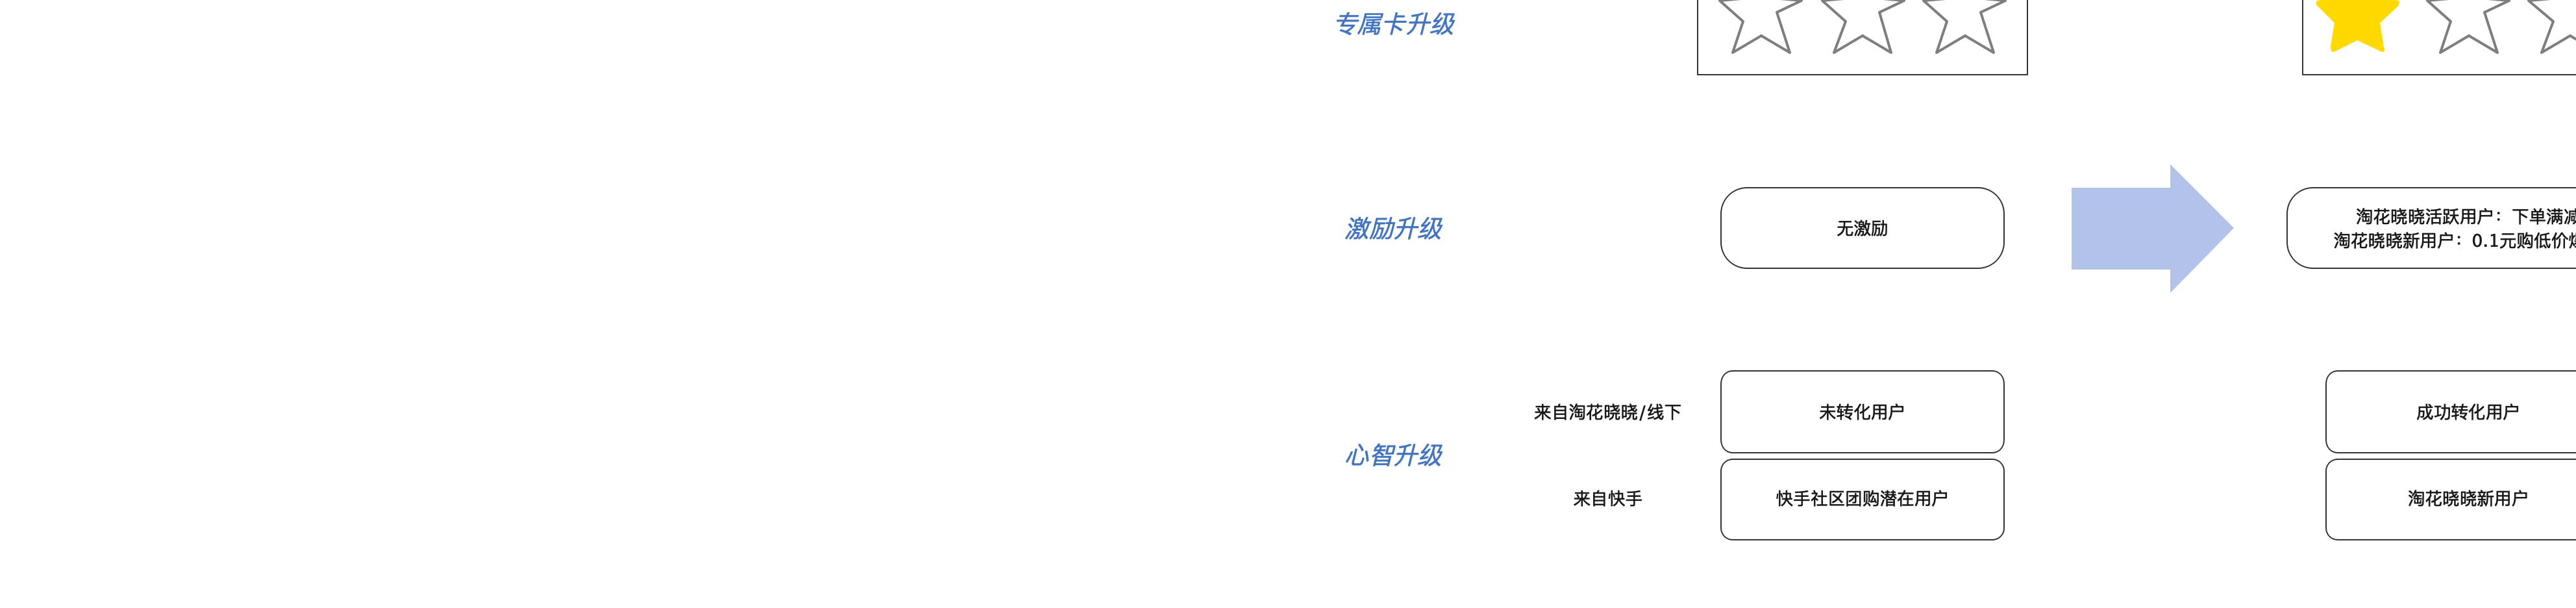 专属卡升级
激励升级
无激励
淘花晓晓活跃用户：下单满减
淘花晓晓新用户：0.1元购低价
来自淘花晓晓/线下
未转化用户
成功转化用户
心智升级
来自快手
快手社区团购潜在用户
淘花晓晓新用户